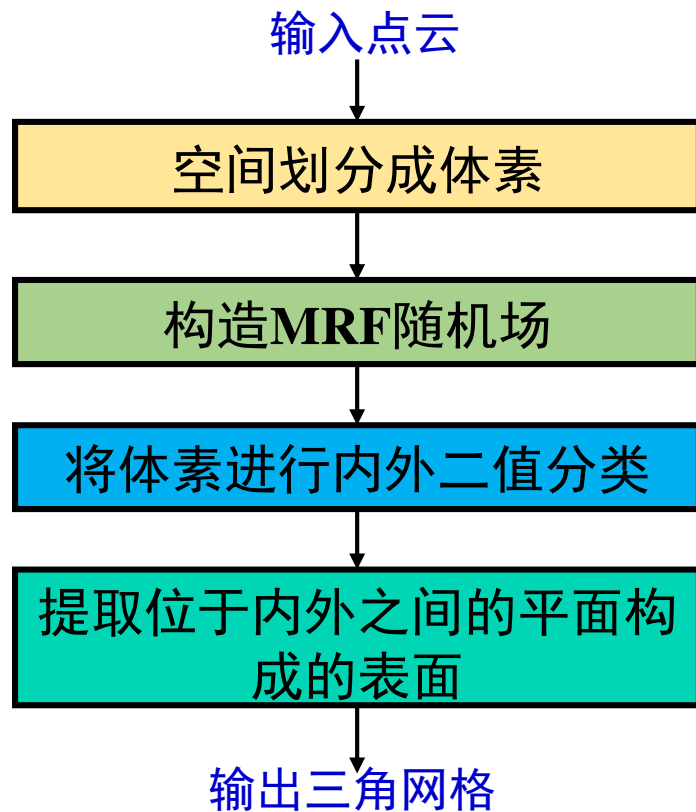 输入点云
空间划分成体素
构造MRF随机场
将体素进行内外二值分类
提取位于内外之间的平面构
成的表面
输出三角网格